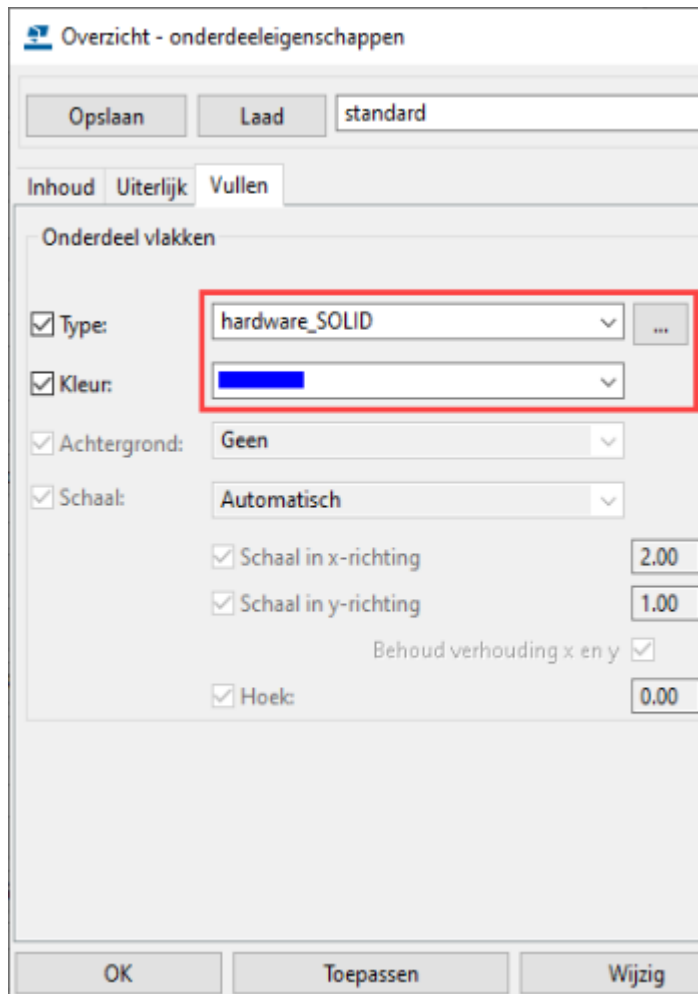 Overzicht - onderdeeleigenschappen
Opslaan Laad standard
Inhoud Uiterlijk Vullen
Onderdeel vlakken
Type: hardware_SOLID ...
Kleur:
Achtergrond: Geen
Schaal: Automatisch
Schaal in x-richting 2.00
Schaal in y-richting 1.00
Behoud verhouding x en y
Hoek: 0.00
OK Toepassen Wijzig